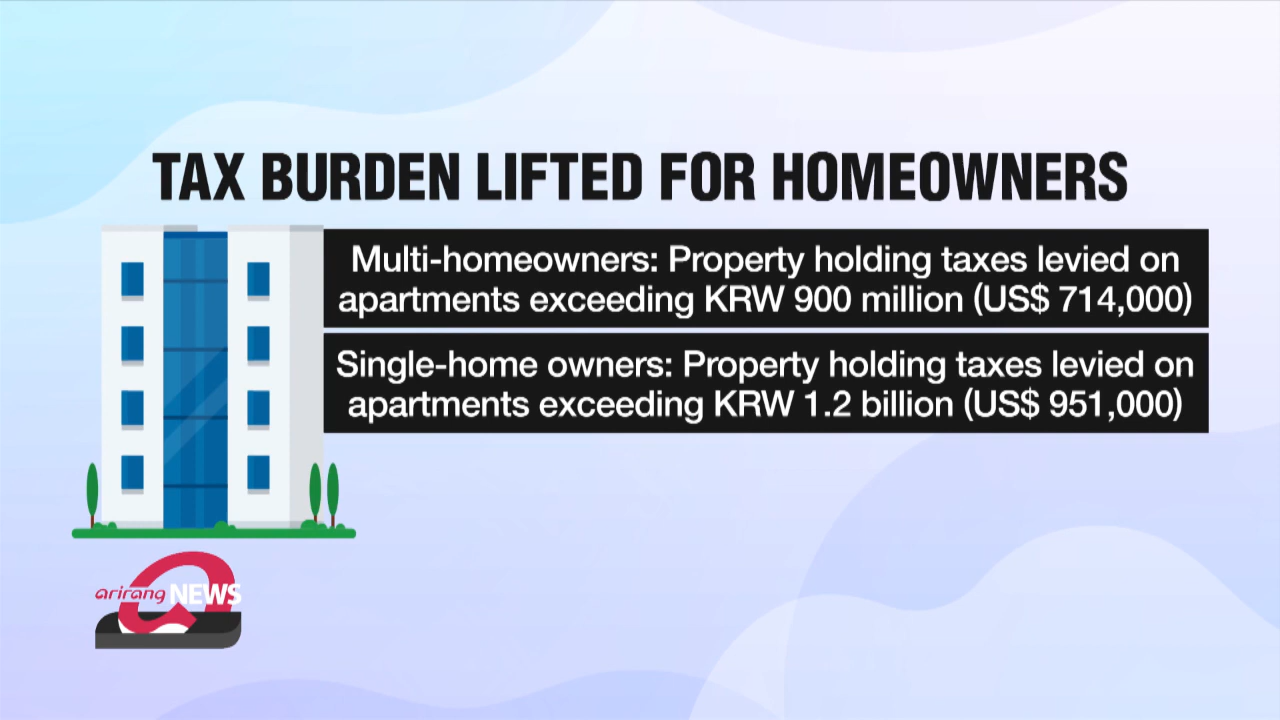 TAX BURDEN LIFTED FOR HOMEOWNERS
Multi-homeowners: Property holding taxes levied on
apartments exceeding KRW 900 million (US$ 714,000)
Single-home owners: Property holding taxes levied on
apartments exceeding KRW 1.2 billion (US$ 951,000)
arirang NEWS